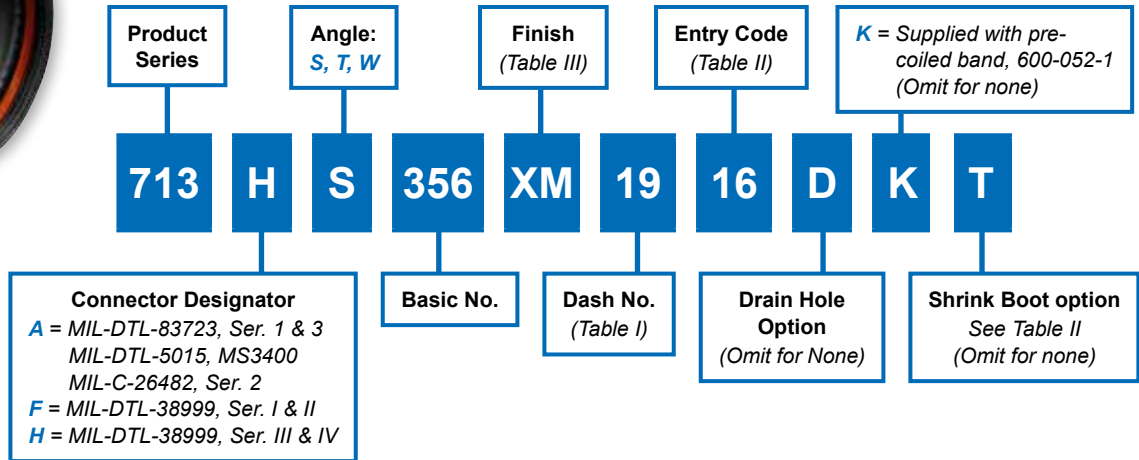 Product
Series
Angle:
S, T, W
Finish
(Table III)
Entry Code
(Table II)
K = Supplied with pre-
coiled band, 600-052-1
(Omit for none)
713 H S 356 XM 19 16 D K T
Connector Designator
A = MIL-DTL-83723, Ser. 1 & 3
MIL-DTL-5015, MS3400
MIL-C-26482, Ser. 2
F = MIL-DTL-38999, Ser. I & II
H = MIL-DTL-38999, Ser. III & IV
Basic No.
Dash No.
(Table I)
Drain Hole
Option
(Omit for None)
Shrink Boot option
See Table II
(Omit for none)